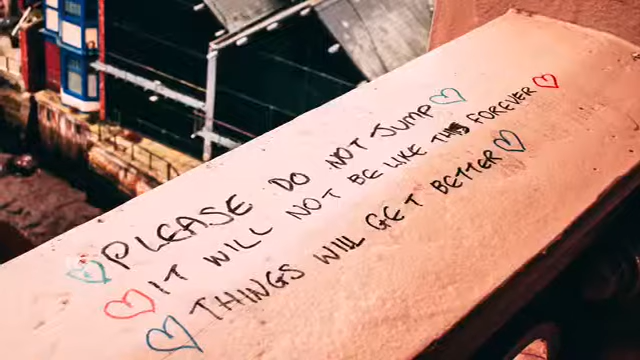 PLEASE DO NOT JUMP
IT WILL NOT BE LIKE THIS FOREVER
THINGS WILL GET BETTER